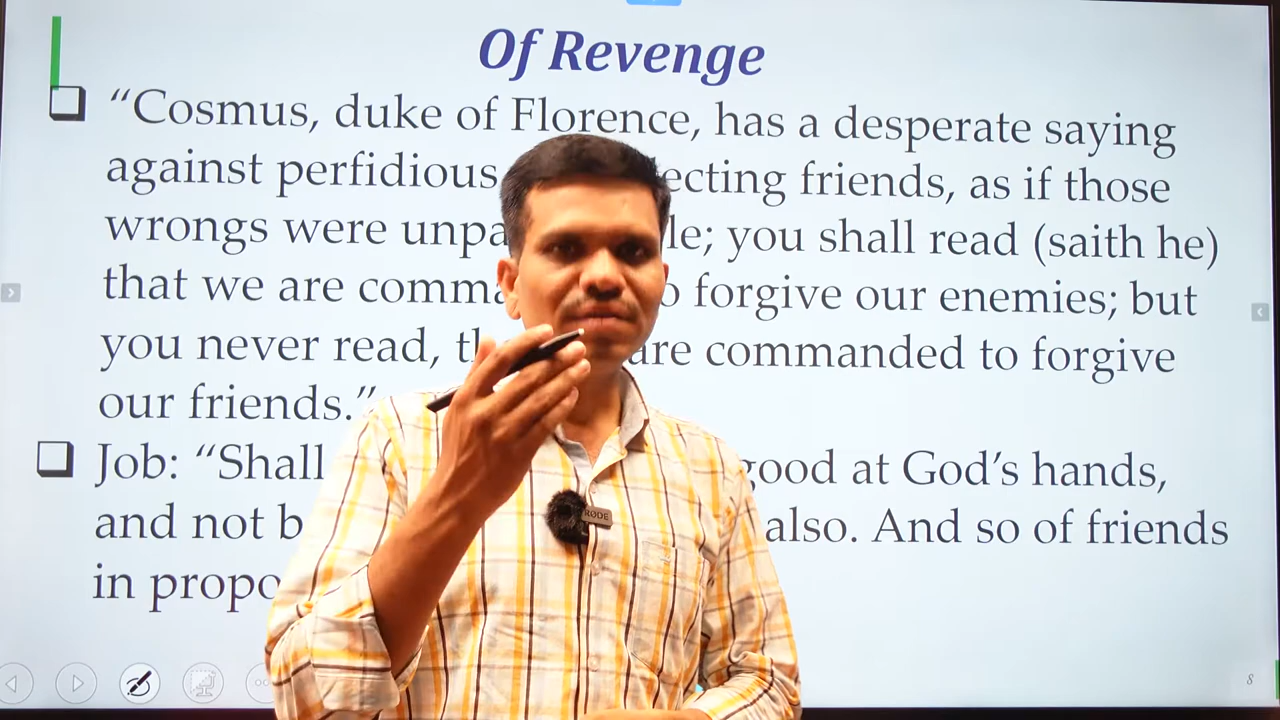 Of Revenge
“Cosmus, duke of Florence, has a desperate saying
against perfidious ecting friends, as if those
wrongs were unpa le; you shall read (saith he)
that we are comma o forgive our enemies; but
you never read, th are commanded to forgive
our friends.”
Job: “Shall good at God’s hands,
and not b also. And so of friends
in propo
RODE
8